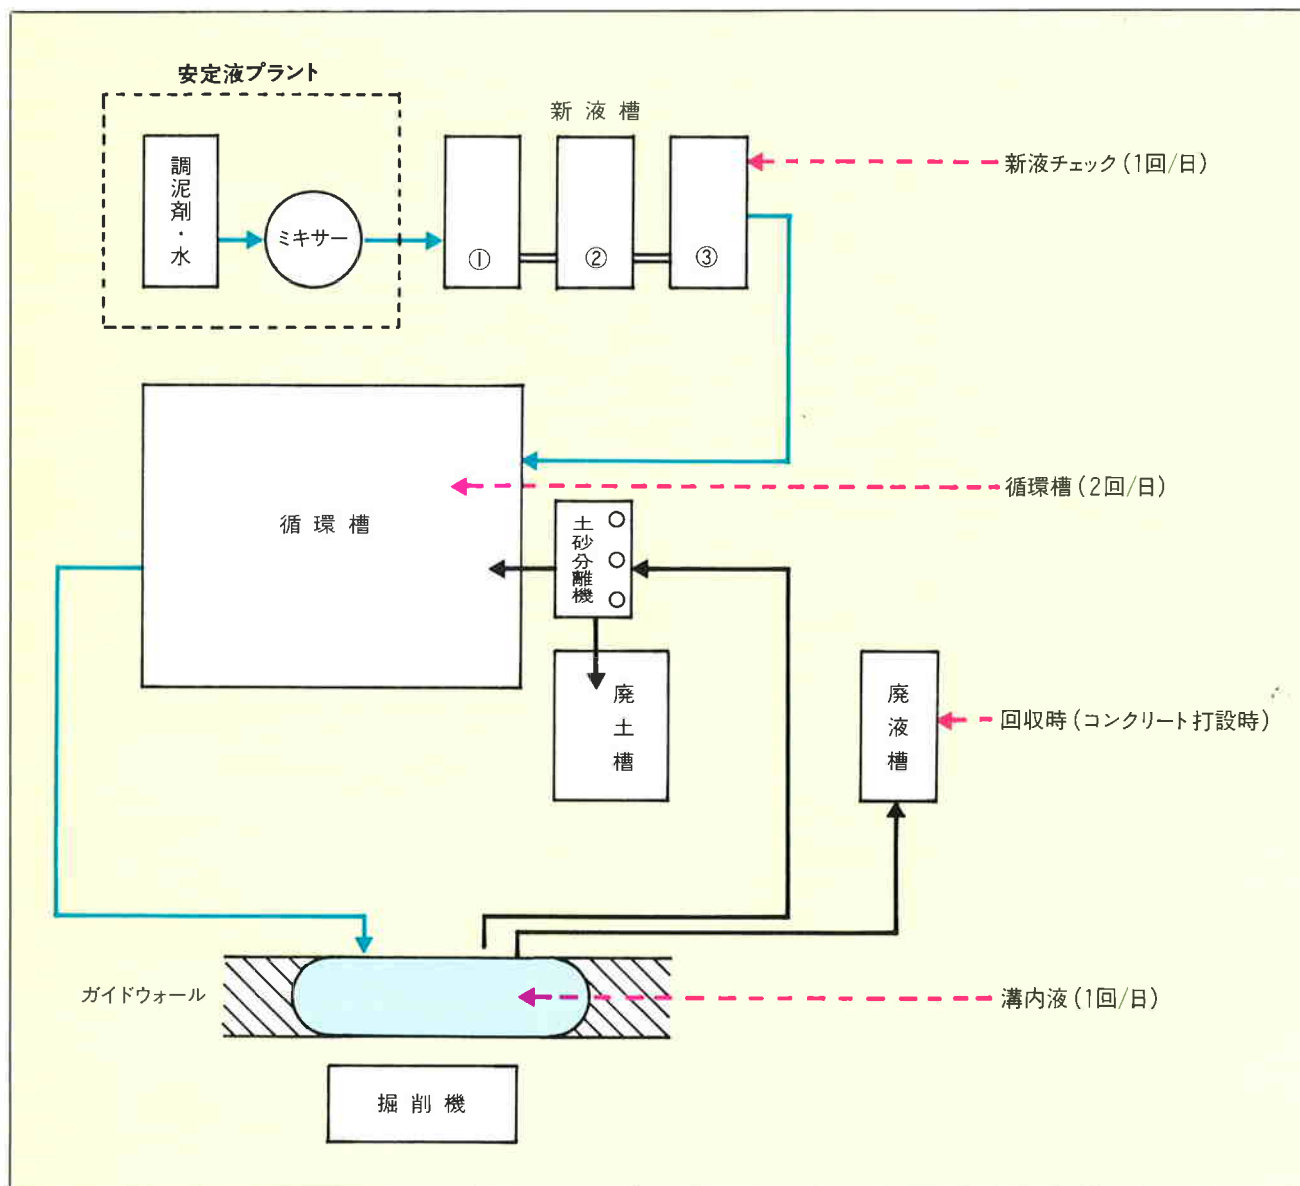 安定液プラント
新液槽
調泥剤・水
ミキサー
①
②
③
新液チェック(1回/日)
循環槽
循環槽(2回/日)
土砂分離機
廃土槽
廃液槽
回収時(コンクリート打設時)
ガイドウォール
溝内液(1回/日)
掘削機